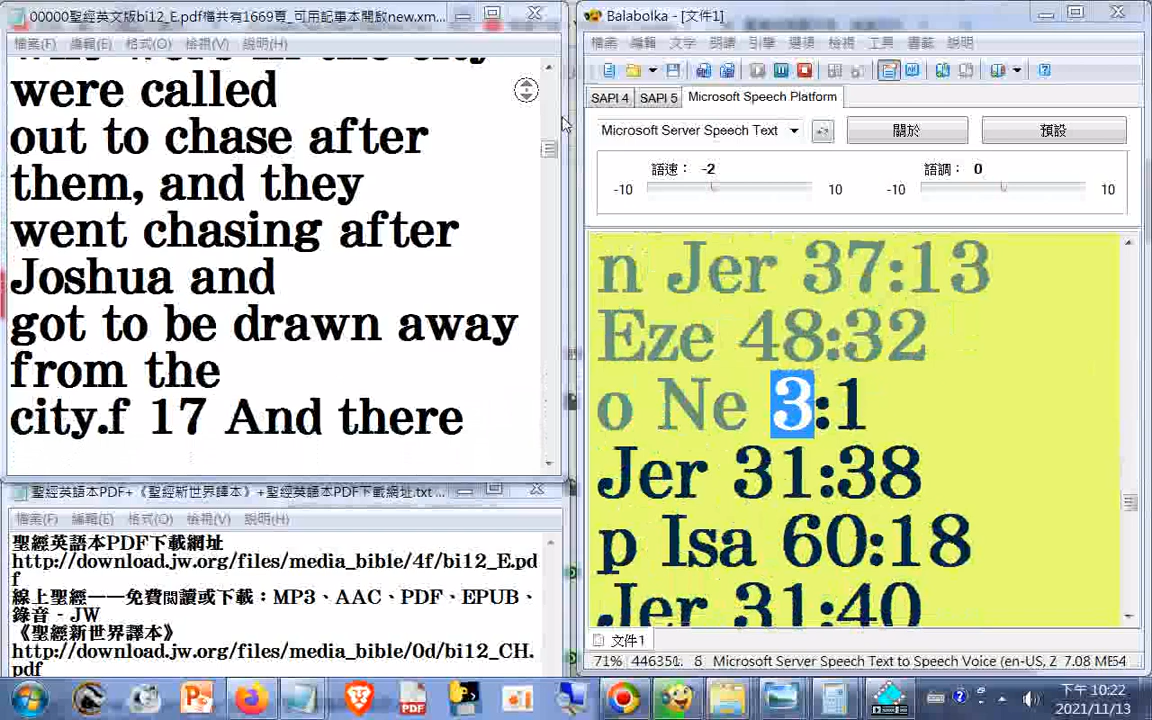 00000聖經英文版bi12_E.pdf檔共有1669頁_可用記事本開啟new.xm...
檔案(F) 編輯(E) 格式(O) 檢視(V) 說明(H)
were called
out to chase after
them, and they
went chasing after
Joshua and
got to be drawn away
from the
city.f 17 And there
聖經英語本PDF+《聖經新世界譯本》+聖經英語本PDF下載網址.txt ...
檔案(F) 編輯(E) 格式(O) 檢視(V) 說明(H)
聖經英語本PDF下載網址
http://download.jw.org/files/media_bible/4f/bi12_E.pd
f
線上聖經——免費閱讀或下載：MP3、AAC、PDF、EPUB、
錄音 - JW
《聖經新世界譯本》
http://download.jw.org/files/media_bible/0d/bi12_CH.
pdf
Balabolka - [文件1]
檔案 編輯 文字 朗讀 引擎 選項 檢視 工具 書籤 說明
SAPI 4 SAPI 5 Microsoft Speech Platform
Microsoft Server Speech Text 關於 預設
語速： -2 語調： 0
-10 10 -10 10
n Jer 37:13
Eze 48:32
o Ne 3:1
Jer 31:38
p Isa 60:18
Jer 31:40
文件1
71% Microsoft Server Speech Text to Speech Voice (en-US, Z 7.08 ME
PDF
下午 10:22
2021/11/13